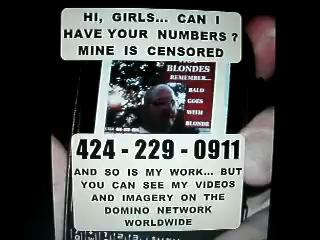 HI, GIRLS... CAN I
HAVE YOUR NUMBERS?
MINE IS CENSORED
BLONDES
REMEMBER...
BALD
GOES
WITH
BLONDE
424 - 229 - 0911
AND SO IS MY WORK... BUT
YOU CAN SEE MY VIDEOS
AND IMAGERY ON THE
DOMINO NETWORK
WORLDWIDE